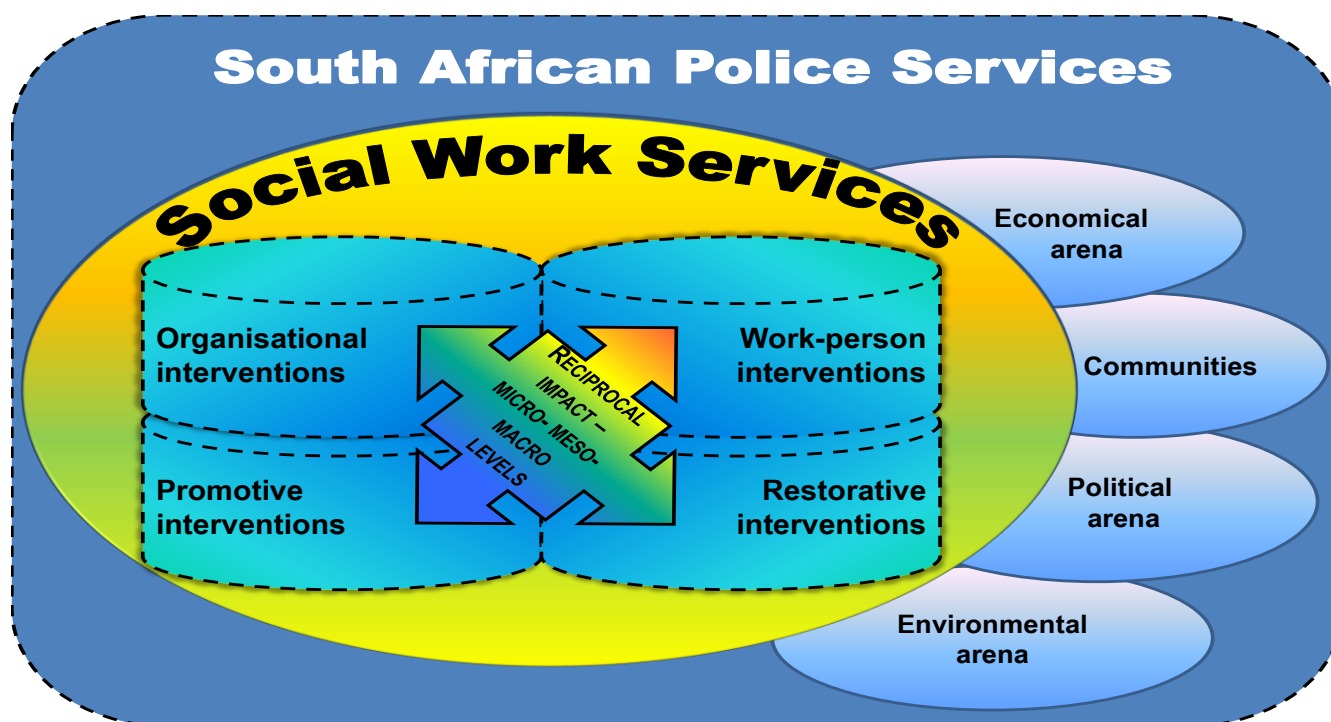 South African Police Services
Social Work Services
Organisational
interventions
Work-person
interventions
RECIPROCAL
IMPACT –
MICRO- MESO-
MACRO
LEVELS
Promotive
interventions
Restorative
interventions
Economical
arena
Communities
Political
arena
Environmental
arena